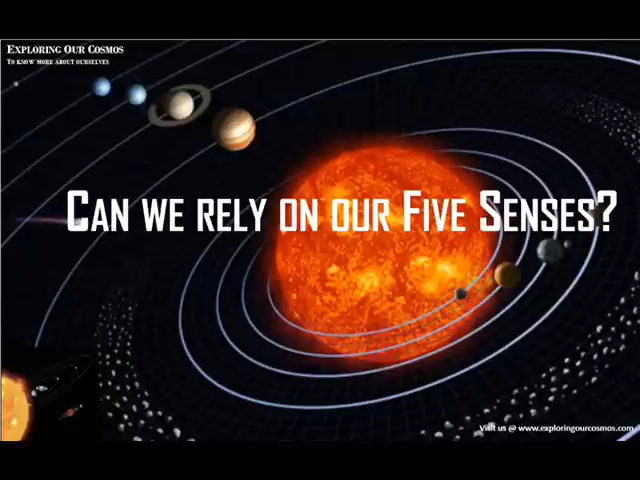 Exploring Our Cosmos
To know more about ourselves
Can we rely on our Five Senses?
Visit us @ www.exploringourcosmos.com